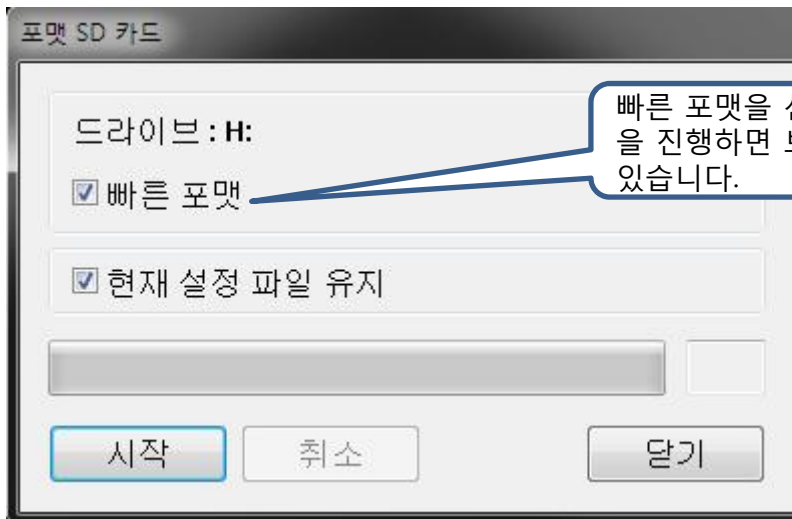 포맷 SD 카드
드라이브 : H:
빠른 포맷을
을 진행하면
있습니다.
빠른 포맷
현재 설정 파일 유지
시작
취소
닫기